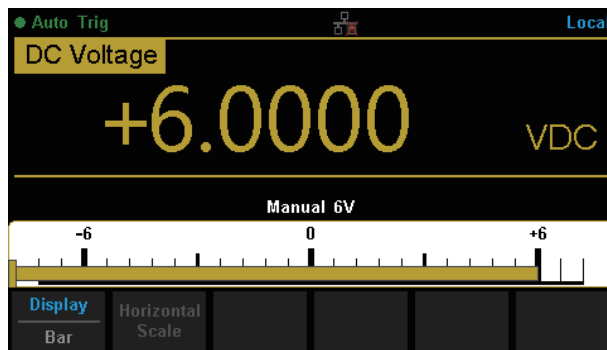 Auto Trig Loca
DC Voltage
+6.0000 VDC
Manual 6V
-6 0 +6
Display Horizontal
Bar Scale